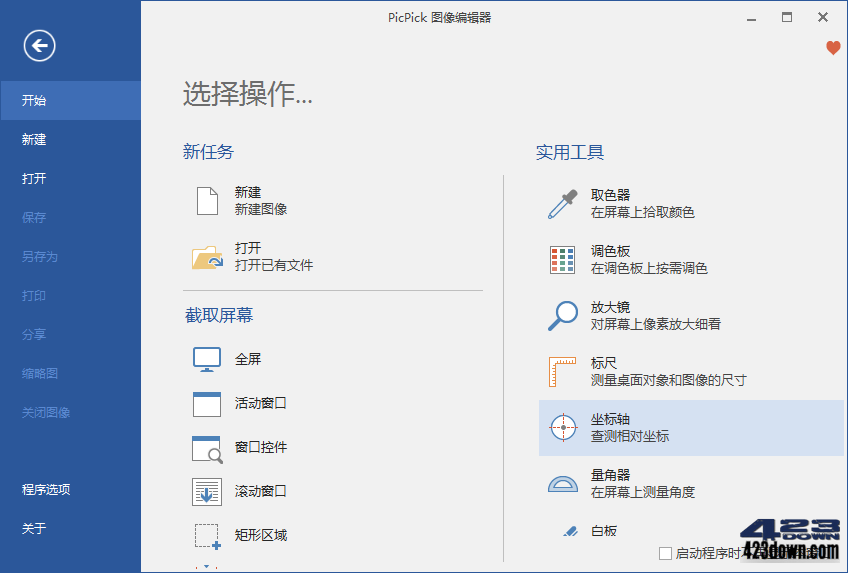 PicPick 图像编辑器
开始
新建
打开
保存
另存为
打印
分享
缩略图
关闭图像
程序选项
关于
选择操作...
新任务
新建
新建图像
打开
打开已有文件
截取屏幕
全屏
活动窗口
窗口控件
滚动窗口
矩形区域
实用工具
取色器
在屏幕上拾取颜色
调色板
在调色板上按需调色
放大镜
对屏幕上像素放大细看
标尺
测量桌面对象和图像的尺寸
坐标轴
查测相对坐标
量角器
在屏幕上测量角度
白板
启动程序时
423
DOWN
423down.com